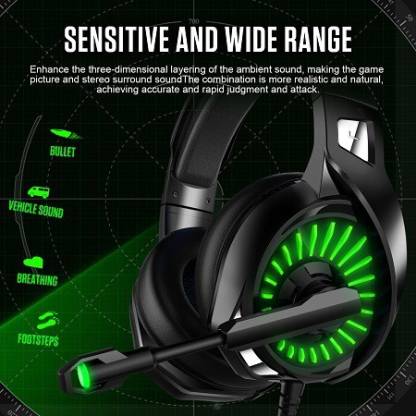 700
SENSITIVE AND WIDE RANGE
Enhance the three-dimensional layering of the ambient sound, making the game
picture and stereo surround soundThe combination is more realistic and natural,
achieving accurate and rapid judgment and attack.
BULLET
VEHICLE SOUND
BREATHING
FOOTSTEPS